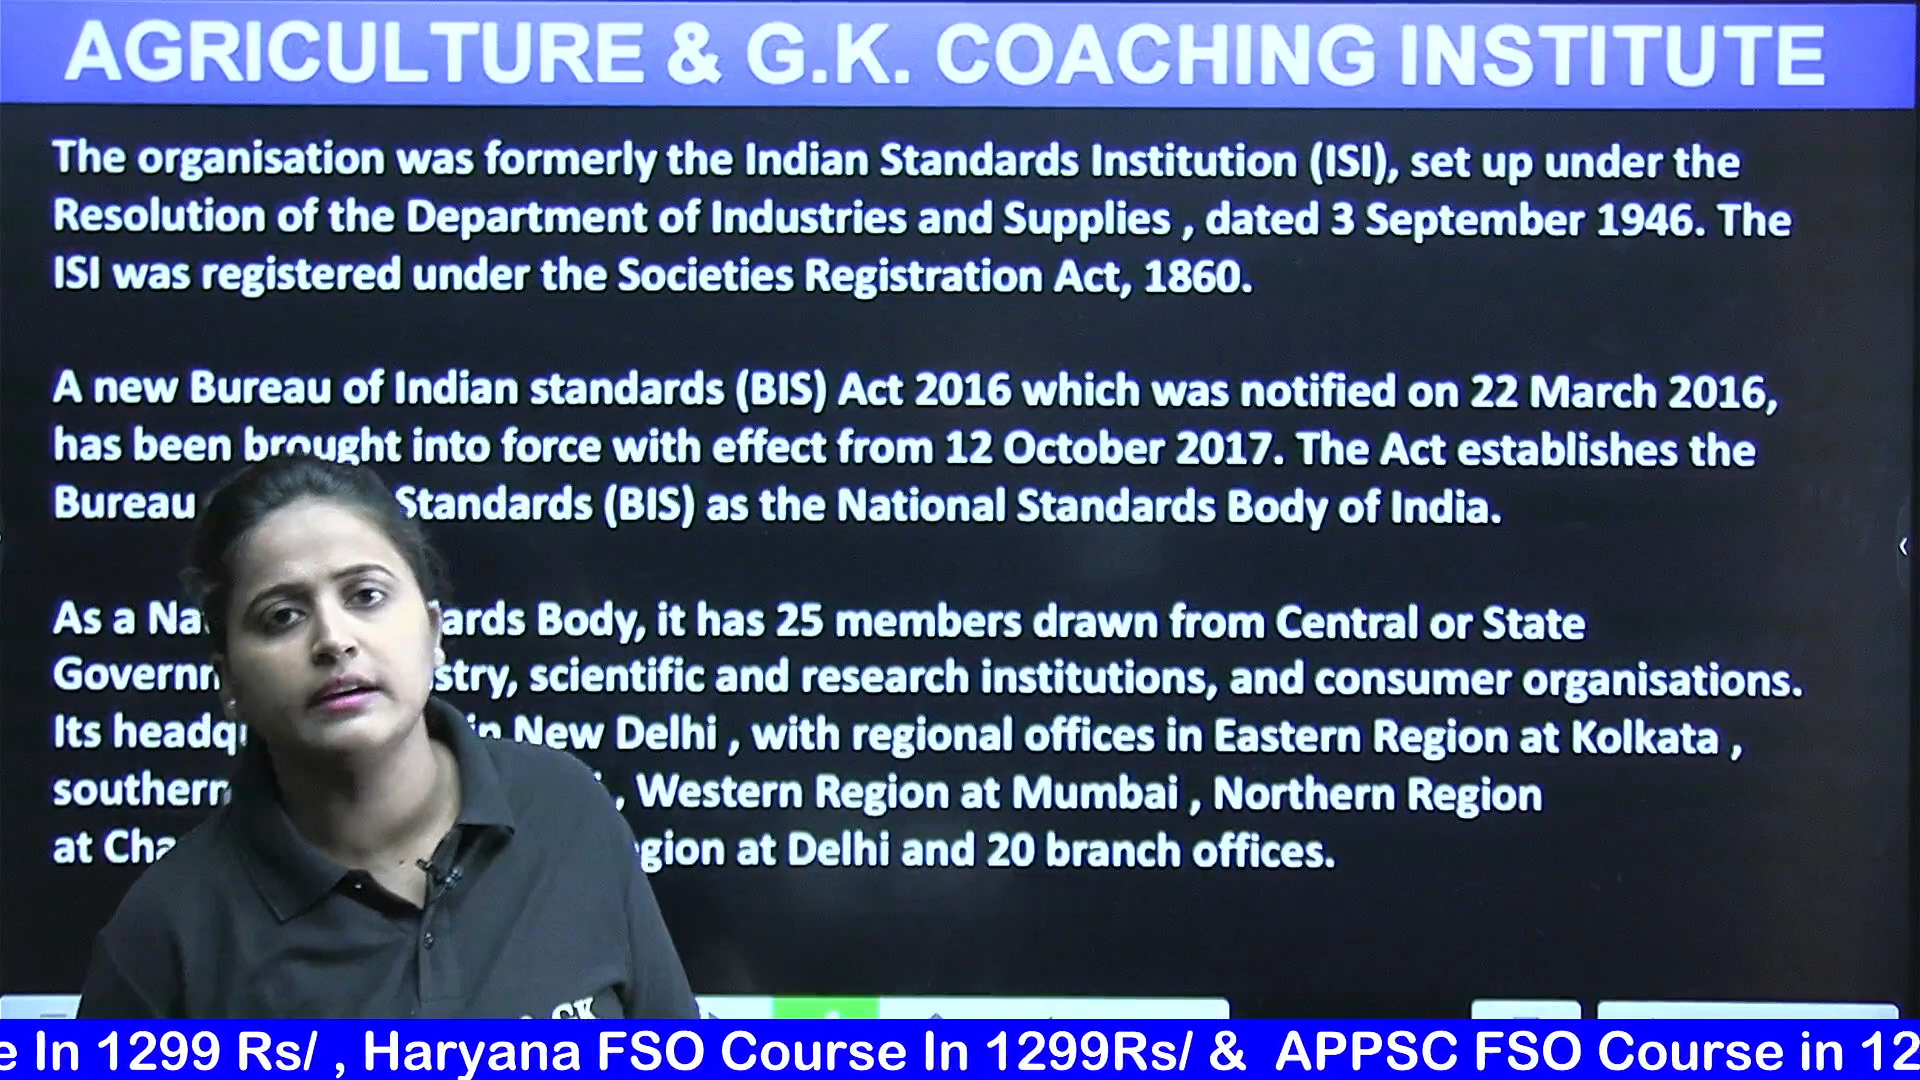 AGRICULTURE & G.K. COACHING INSTITUTE
The organisation was formerly the Indian Standards Institution (ISI), set up under the
Resolution of the Department of Industries and Supplies , dated 3 September 1946. The
ISI was registered under the Societies Registration Act, 1860.
A new Bureau of Indian standards (BIS) Act 2016 which was notified on 22 March 2016,
has been brought into force with effect from 12 October 2017. The Act establishes the
Bureau Standards (BIS) as the National Standards Body of India.
As a Body, it has 25 members drawn from Central or State
scientific and research institutions, and consumer organisations.
Its in New Delhi , with regional offices in Eastern Region at Kolkata ,
southern , Western Region at Mumbai , Northern Region
at at Delhi and 20 branch offices.
e In 1299 Rs/ , Haryana FSO Course In 1299Rs/ & APPSC FSO Course in 12